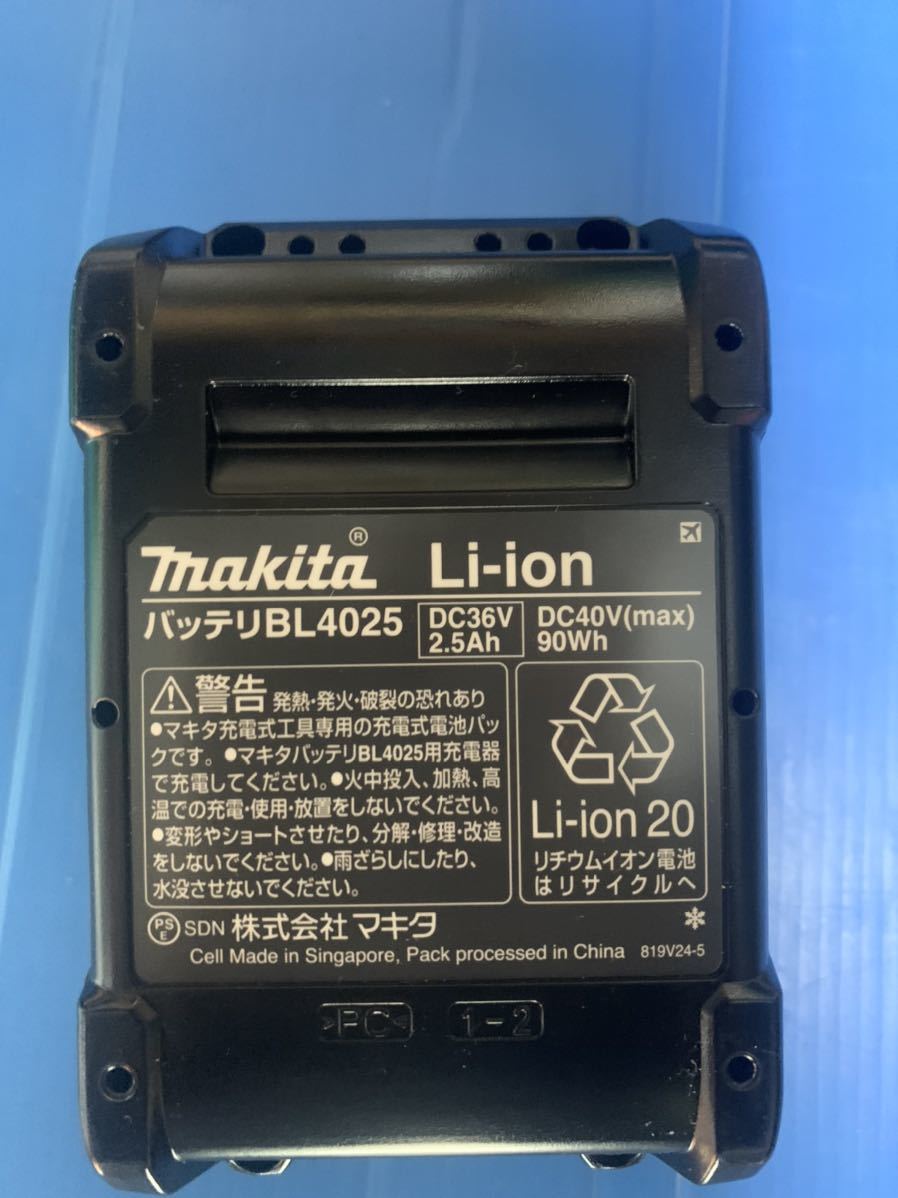 makita® Li-ion
バッテリBL4025 DC36V 2.5Ah DC40V(max) 90Wh
⚠警告 発熱・発火・破裂の恐れあり
●マキタ充電式工具専用の充電式電池パッ
クです。●マキタバッテリBL4025用充電器
で充電してください。●火中投入、加熱、高
温での充電・使用・放置をしないでください。
●変形やショートさせたり、分解・修理・改造
をしないでください。●雨ざらしにしたり、
水没させないでください。
Li-ion 20
リチウムイオン電池
はリサイクルへ
PSE SDN 株式会社 マキタ
Cell Made in Singapore, Pack processed in China 819V24-5
>PC< 1-2